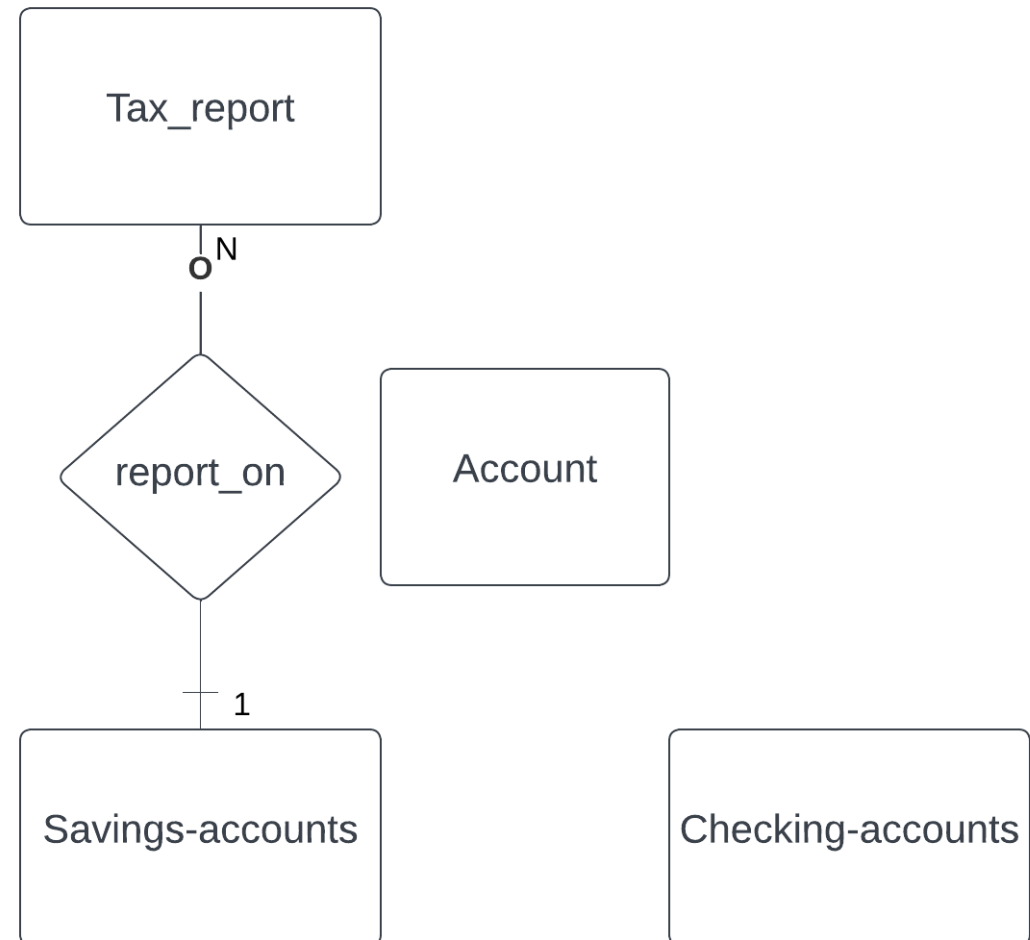 Tax_report
N
O
report_on
Account
1
Savings-accounts
Checking-accounts